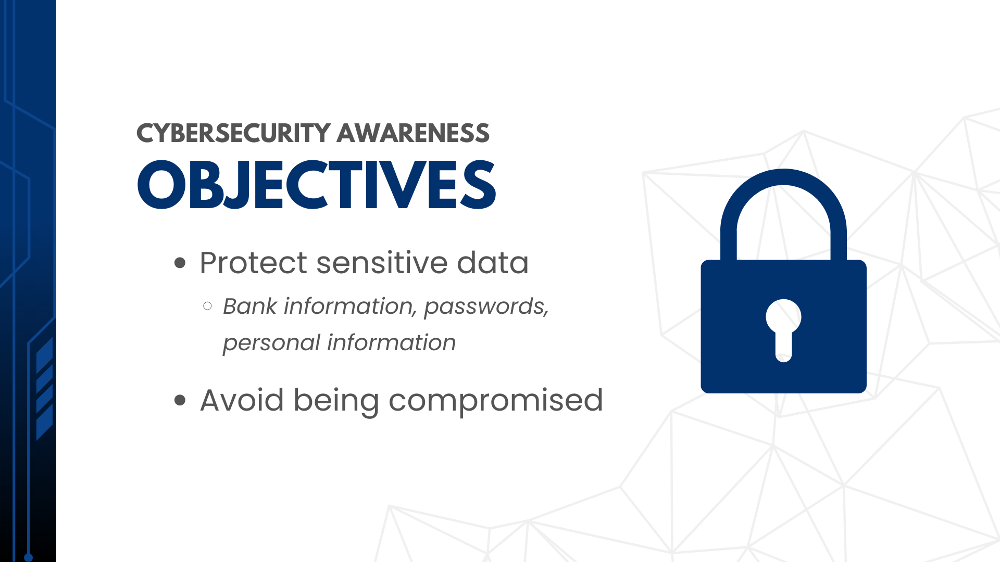 CYBERSECURITY AWARENESS
OBJECTIVES
• Protect sensitive data
○ Bank information, passwords,
personal information
• Avoid being compromised